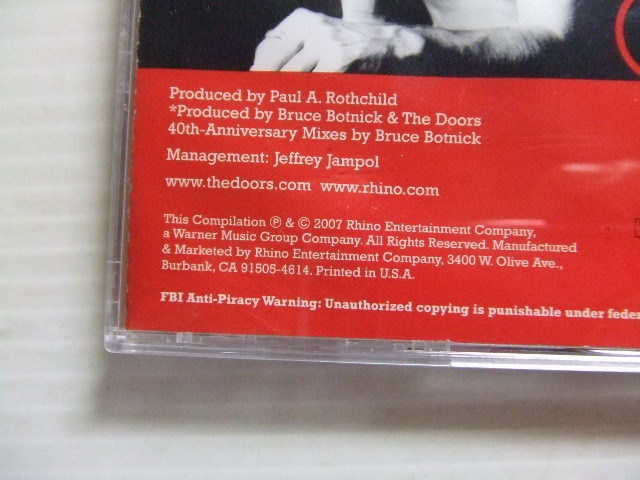 Produced by Paul A. Rothchild
*Produced by Bruce Botnick & The Doors
40th-Anniversary Mixes by Bruce Botnick
Management: Jeffrey Jampol
www.thedoors.com www.rhino.com
This Compilation ℗ & © 2007 Rhino Entertainment Company,
a Warner Music Group Company. All Rights Reserved. Manufactured
& Marketed by Rhino Entertainment Company, 3400 W. Olive Ave.,
Burbank, CA 91505-4614. Printed in U.S.A.
FBI Anti-Piracy Warning: Unauthorized copying is punishable under feder